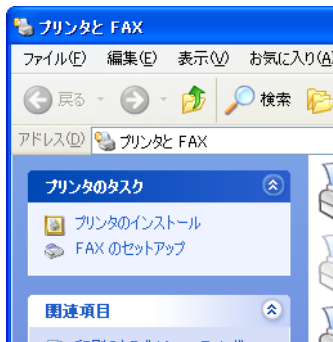 プリンタと FAX
ファイル(F) 編集(E) 表示(V) お気に入り(A)
戻る 検索
アドレス(D) プリンタと FAX
プリンタのタスク
プリンタのインストール
FAX のセットアップ
関連項目